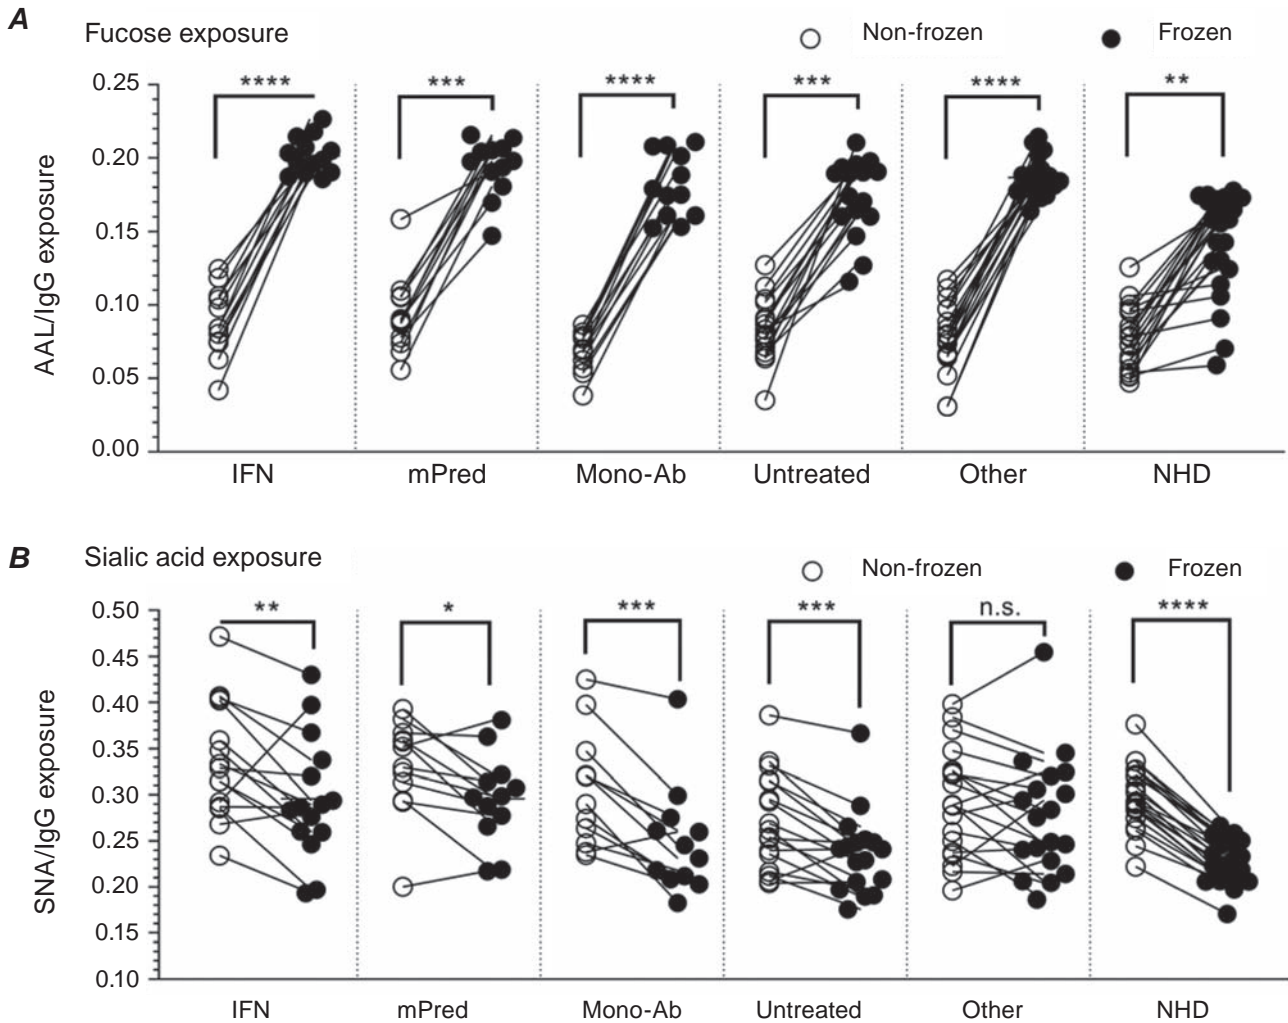 A Fucose exposure Non-frozen Frozen
**** *** **** *** **** **
0.25
0.20
0.15
0.10
0.05
0.00
AAL/IgG exposure
IFN mPred Mono-Ab Untreated Other NHD
B Sialic acid exposure Non-frozen Frozen
** * *** *** n.s. ****
0.50
0.45
0.40
0.35
0.30
0.25
0.20
0.15
0.10
SNA/IgG exposure
IFN mPred Mono-Ab Untreated Other NHD